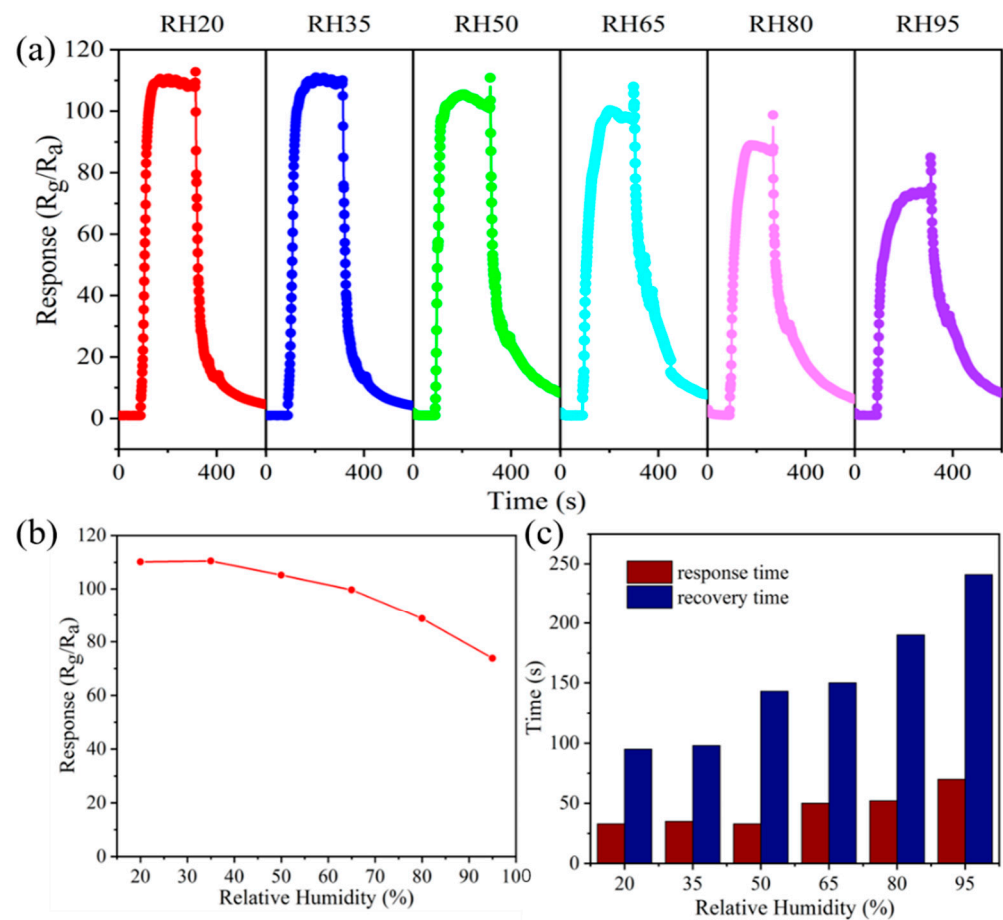 (a)
RH20 RH35 RH50 RH65 RH80 RH95
120
100
80
60
40
20
0
Response (Rg/Ra)
0 400 0 400 0 400 0 400 0 400 0 400
Time (s)
(b)
120
100
80
60
40
20
0
Response (Rg/Ra)
20 30 40 50 60 70 80 90 100
Relative Humidity (%)
(c)
response time
recovery time
250
200
150
100
50
0
Time (s)
20 35 50 65 80 95
Relative Humidity (%)